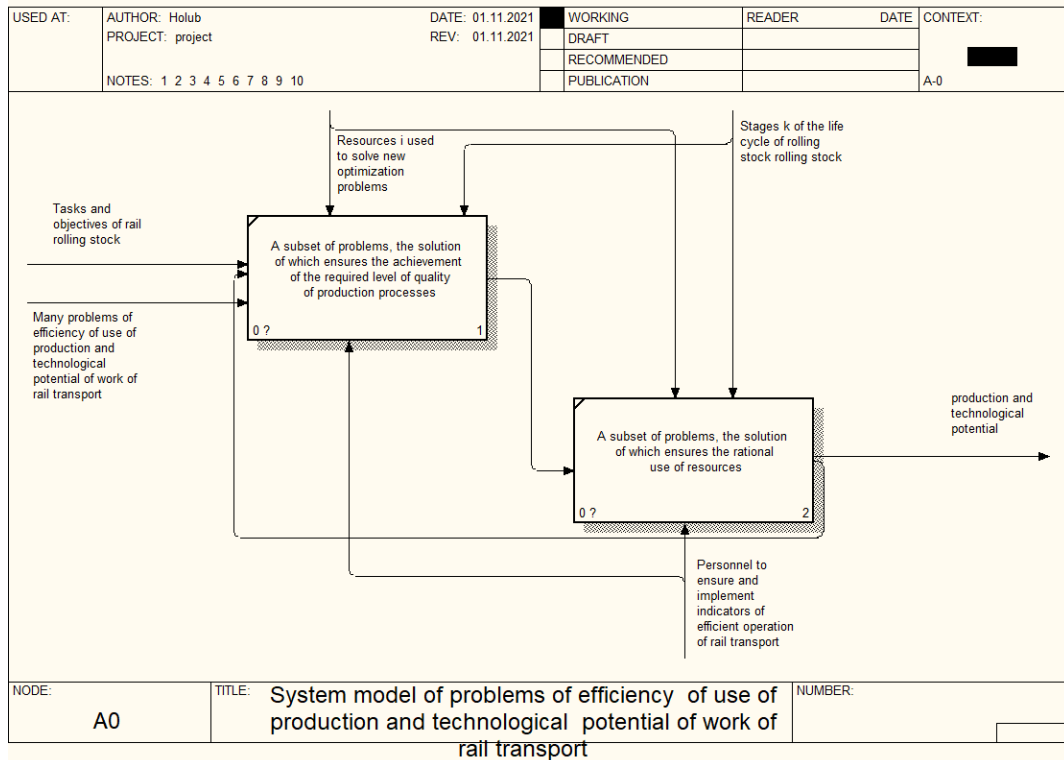 USED AT:
AUTHOR: Holub
DATE: 01.11.2021
PROJECT: project
REV: 01.11.2021
NOTES: 1 2 3 4 5 6 7 8 9 10
WORKING
DRAFT
RECOMMENDED
PUBLICATION
READER
DATE
CONTEXT:
A-0
Resources i used
to solve new
optimization
problems
Stages k of the life
cycle of rolling
stock rolling stock
Tasks and
objectives of rail
rolling stock
A subset of problems, the solution
of which ensures the achievement
of the required level of quality
of production processes
0 ?
1
Many problems of
efficiency of use of
production and
technological
potential of work of
rail transport
A subset of problems, the solution
of which ensures the rational
use of resources
0 ?
2
production and
technological
potential
Personnel to
ensure and
implement
indicators of
efficient operation
of rail transport
NODE:
A0
TITLE:
System model of problems of efficiency of use of
production and technological potential of work of
rail transport
NUMBER: